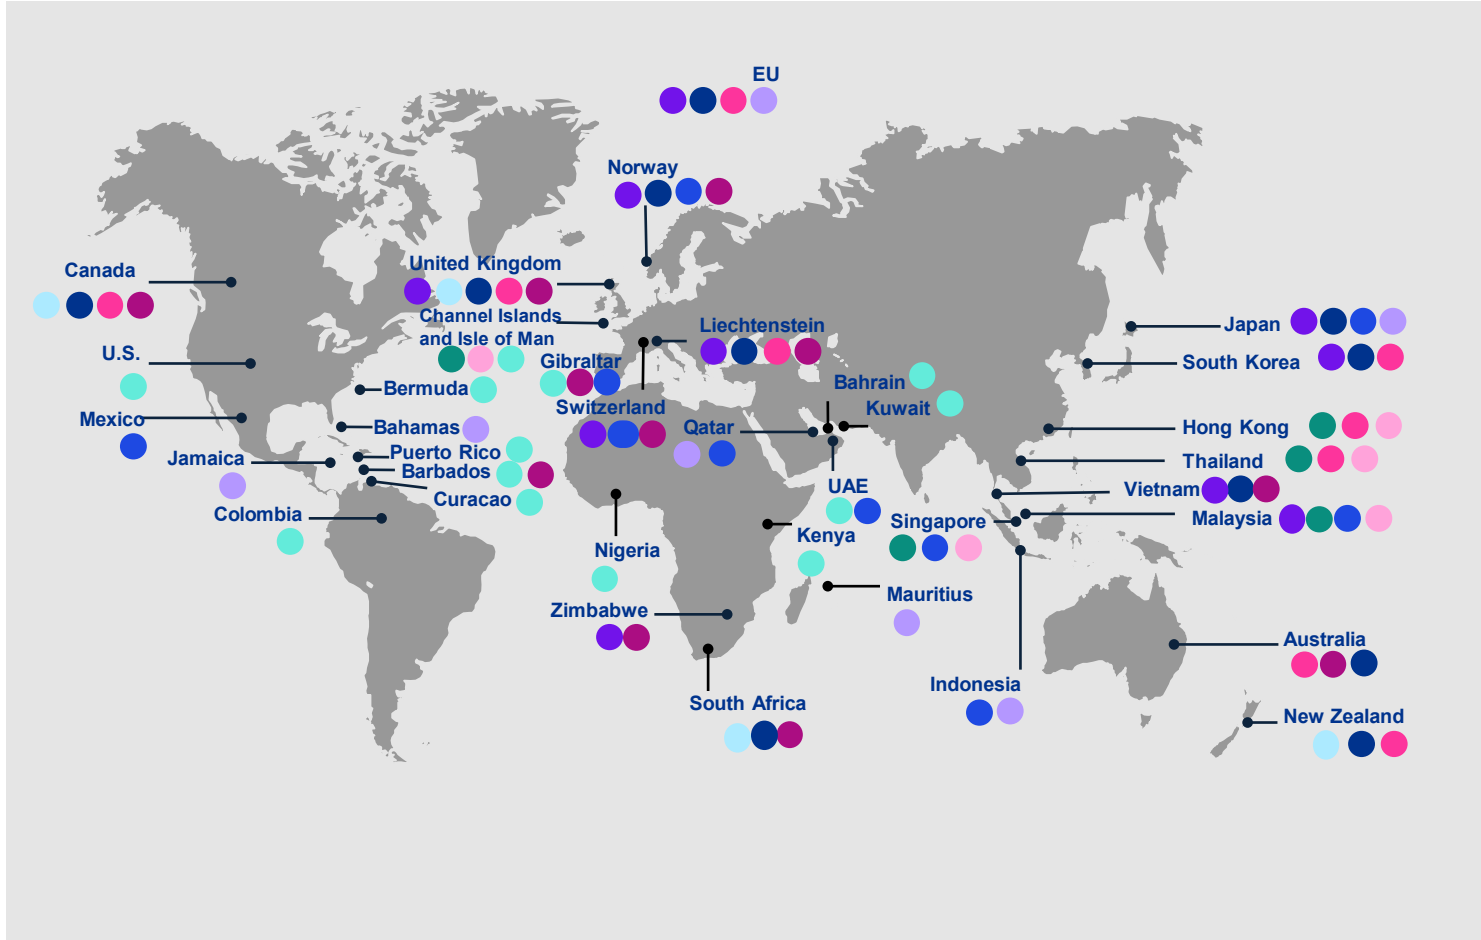 EU
Norway
Canada
United Kingdom
Channel Islands
and Isle of Man
Liechtenstein
Japan
U.S.
South Korea
Gibraltar
Bermuda
Bahrain
Kuwait
Switzerland
Mexico
Bahamas
Qatar
Hong Kong
Puerto Rico
Jamaica
Barbados
Thailand
Curacao
UAE
Vietnam
Colombia
Singapore
Malaysia
Kenya
Nigeria
Mauritius
Zimbabwe
Australia
Indonesia
South Africa
New Zealand